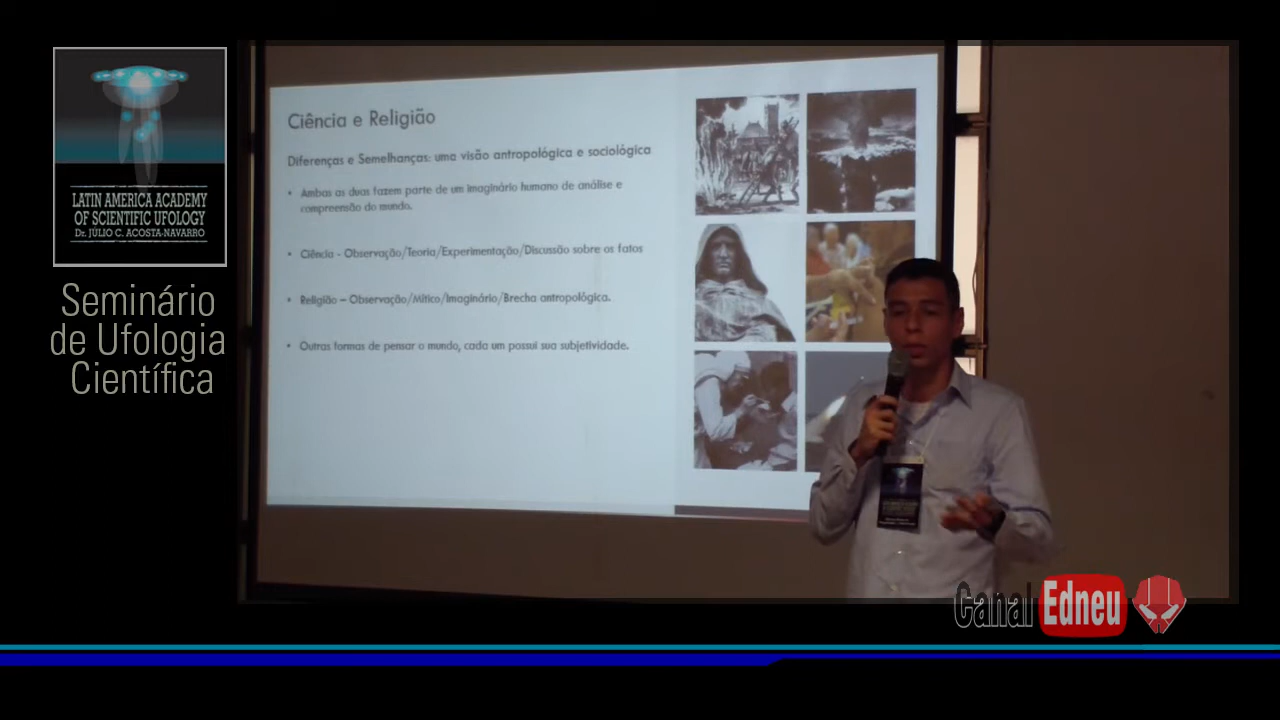 LATIN AMERICA ACADEMY
OF SCIENTIFIC UFOLOGY
Dr. JÚLIO C. ACOSTA-NAVARRO
Seminário
de Ufologia
Científica
Ciência e Religião
Diferenças e Semelhanças: uma visão antropológica e sociológica
• Ambas as duas fazem parte de um imaginário humano de análise e
compreensão do mundo.
• Ciência - Observação/Teoria/Experimentação/Discussão sobre os fatos
• Religião – Observação/Mítico/Imaginário/Brecha antropológica.
• Outras formas de pensar o mundo, cada um possui sua subjetividade.
Canal Edneu